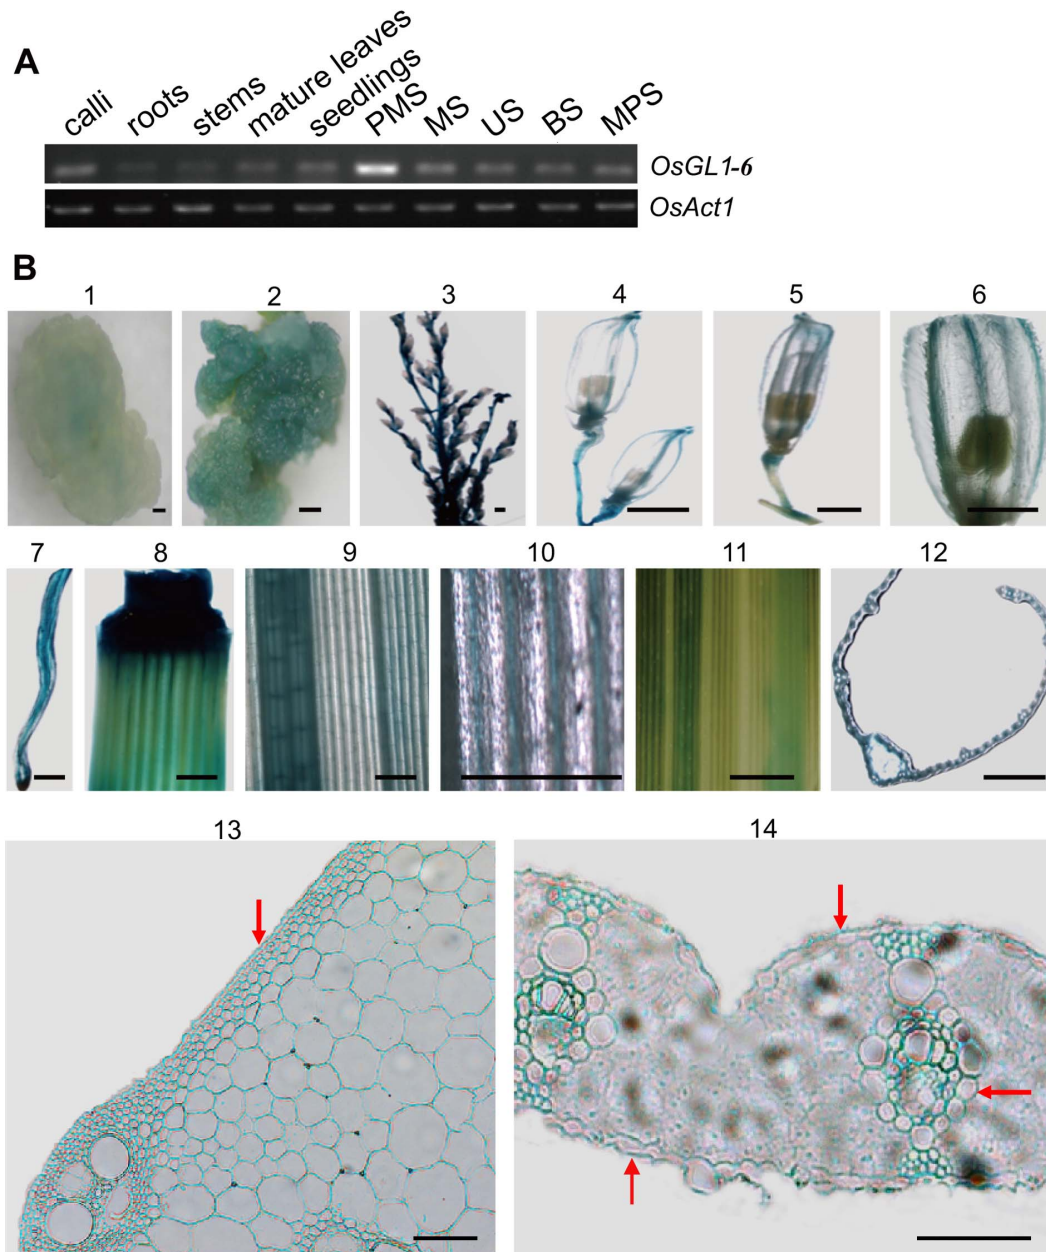 A
calli roots stems mature leaves seedlings PMS MS US BS MPS
OsGL1-6
OsAct1
B
1 2 3 4 5 6
7 8 9 10 11 12
13 14